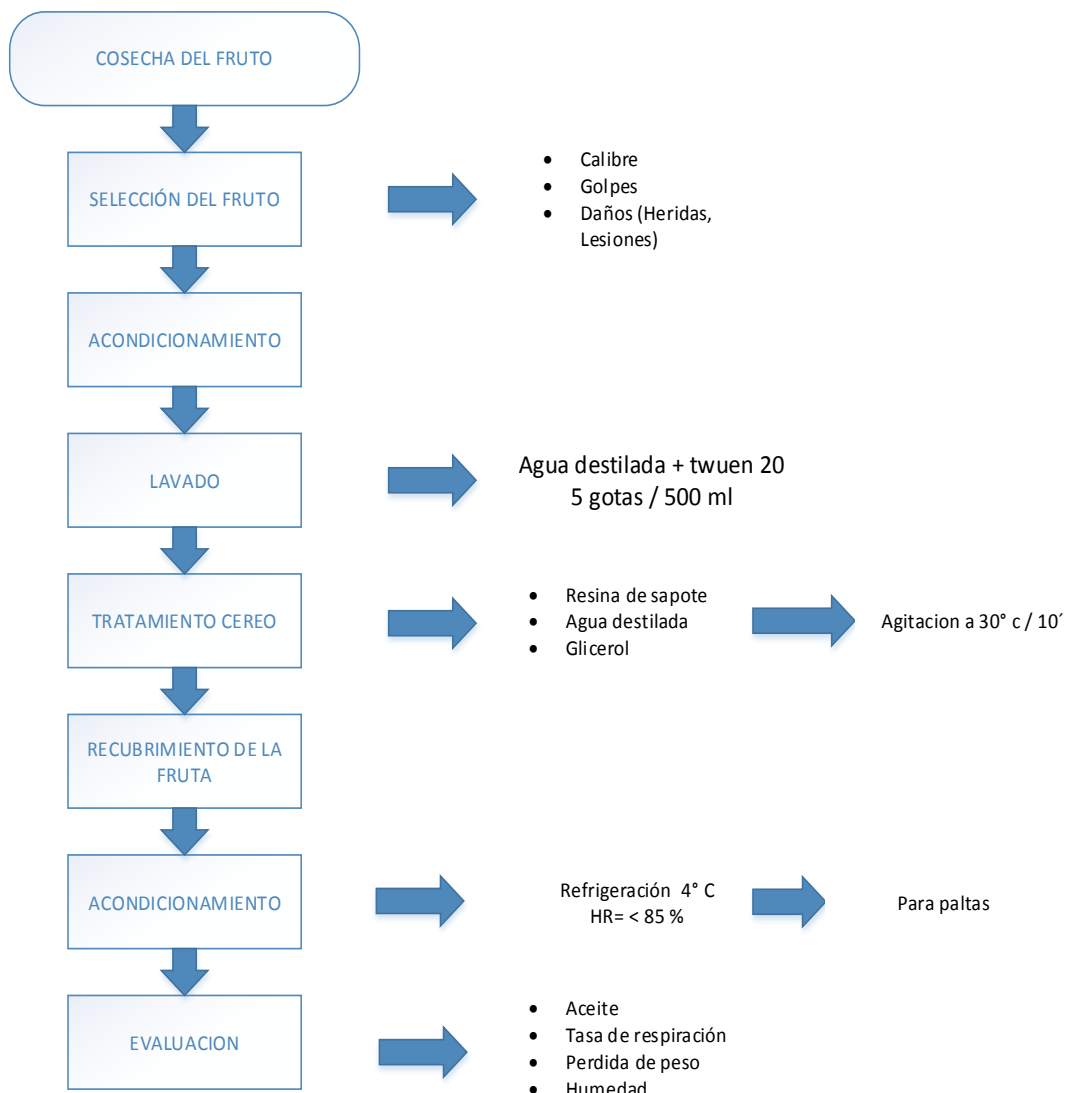 COSECHA DEL FRUTO
SELECCIÓN DEL FRUTO
• Calibre
• Golpes
• Daños (Heridas,
Lesiones)
ACONDICIONAMIENTO
LAVADO
Agua destilada + twuen 20
5 gotas / 500 ml
TRATAMIENTO CEREO
• Resina de sapote
• Agua destilada
• Glicerol
Agitacion a 30° c / 10´
RECUBRIMIENTO DE LA
FRUTA
ACONDICIONAMIENTO
Refrigeración 4° C
HR= < 85 %
Para paltas
EVALUACION
• Aceite
• Tasa de respiración
• Perdida de peso
• Humedad